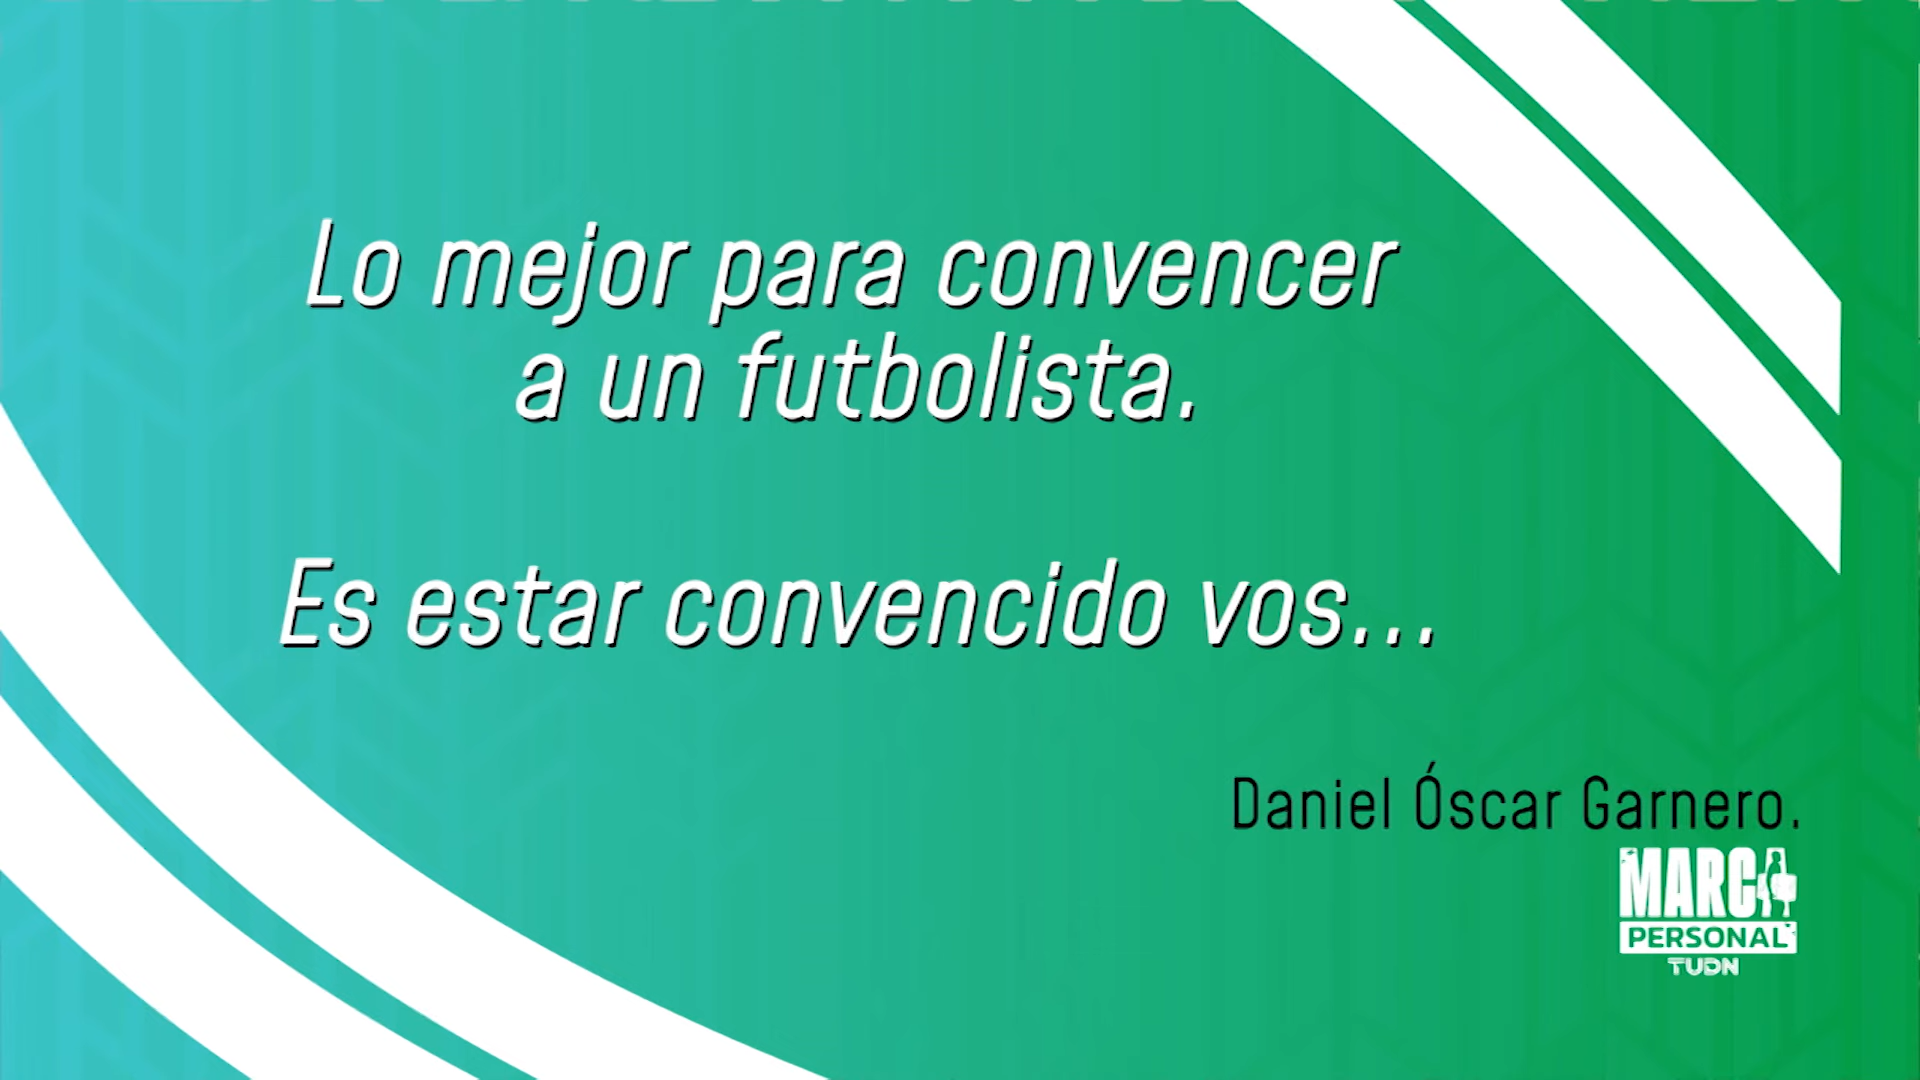 Lo mejor para convencer
a un futbolista.
Es estar convencido vos...
Daniel Óscar Garnero.
MARCA
PERSONAL
TUDN